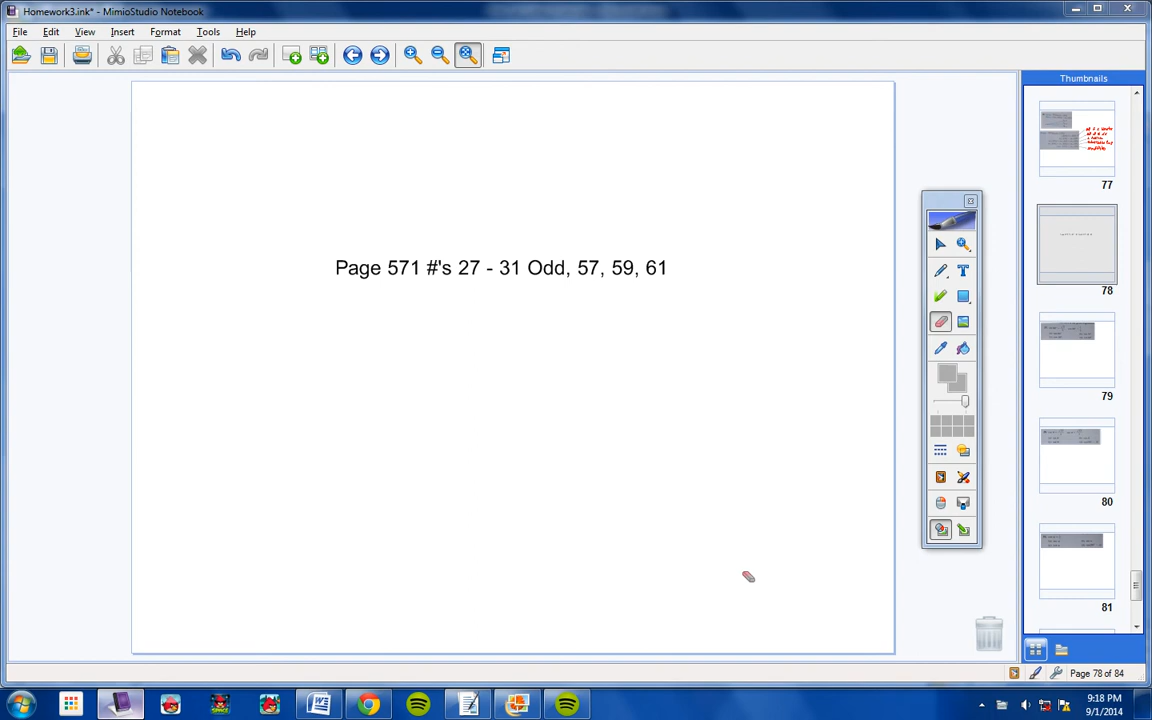 Homework3.ink* - MimioStudio Notebook
File Edit View Insert Format Tools Help
Thumbnails
77
Page 571 #'s 27 - 31 Odd, 57, 59, 61
78
79
80
81
Page 78 of 84
9:18 PM
9/1/2014